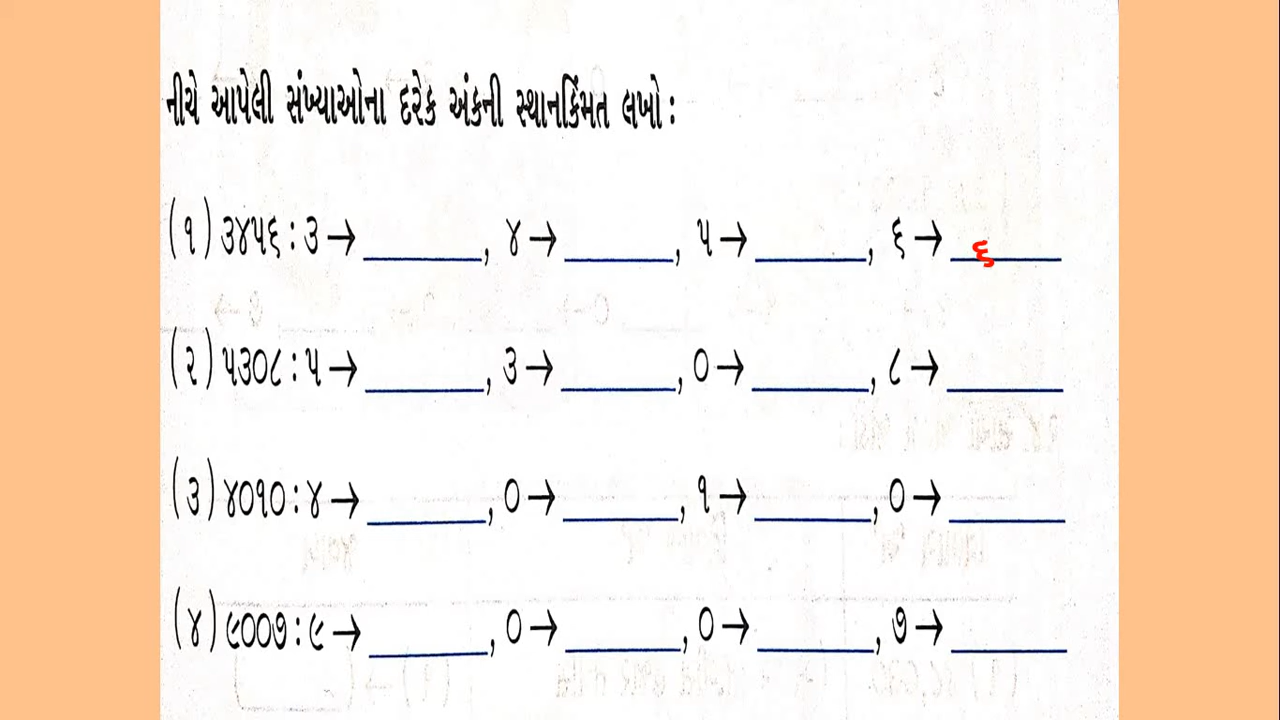 નીચે આપેલી સંખ્યાઓના દરેક અંકની સ્થાનકિંમત લખો :
(૧) ૩૪૫૬ : ૩ → ______, ૪ → ______, ૫ → ______, ૬ → ૬
(૨) ૫૩૦૮ : ૫ → ______, ૩ → ______, ૦ → ______, ૮ → ______
(૩) ૪૦૧૦ : ૪ → ______, ૦ → ______, ૧ → ______, ૦ → ______
(૪) ૯૦૦૭ : ૯ → ______, ૦ → ______, ૦ → ______, ૭ → ______